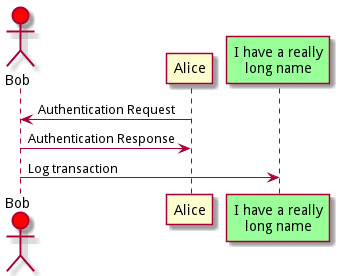 Bob
Alice
I have a really
long name
Authentication Request
Authentication Response
Log transaction
Bob
Alice
I have a really
long name